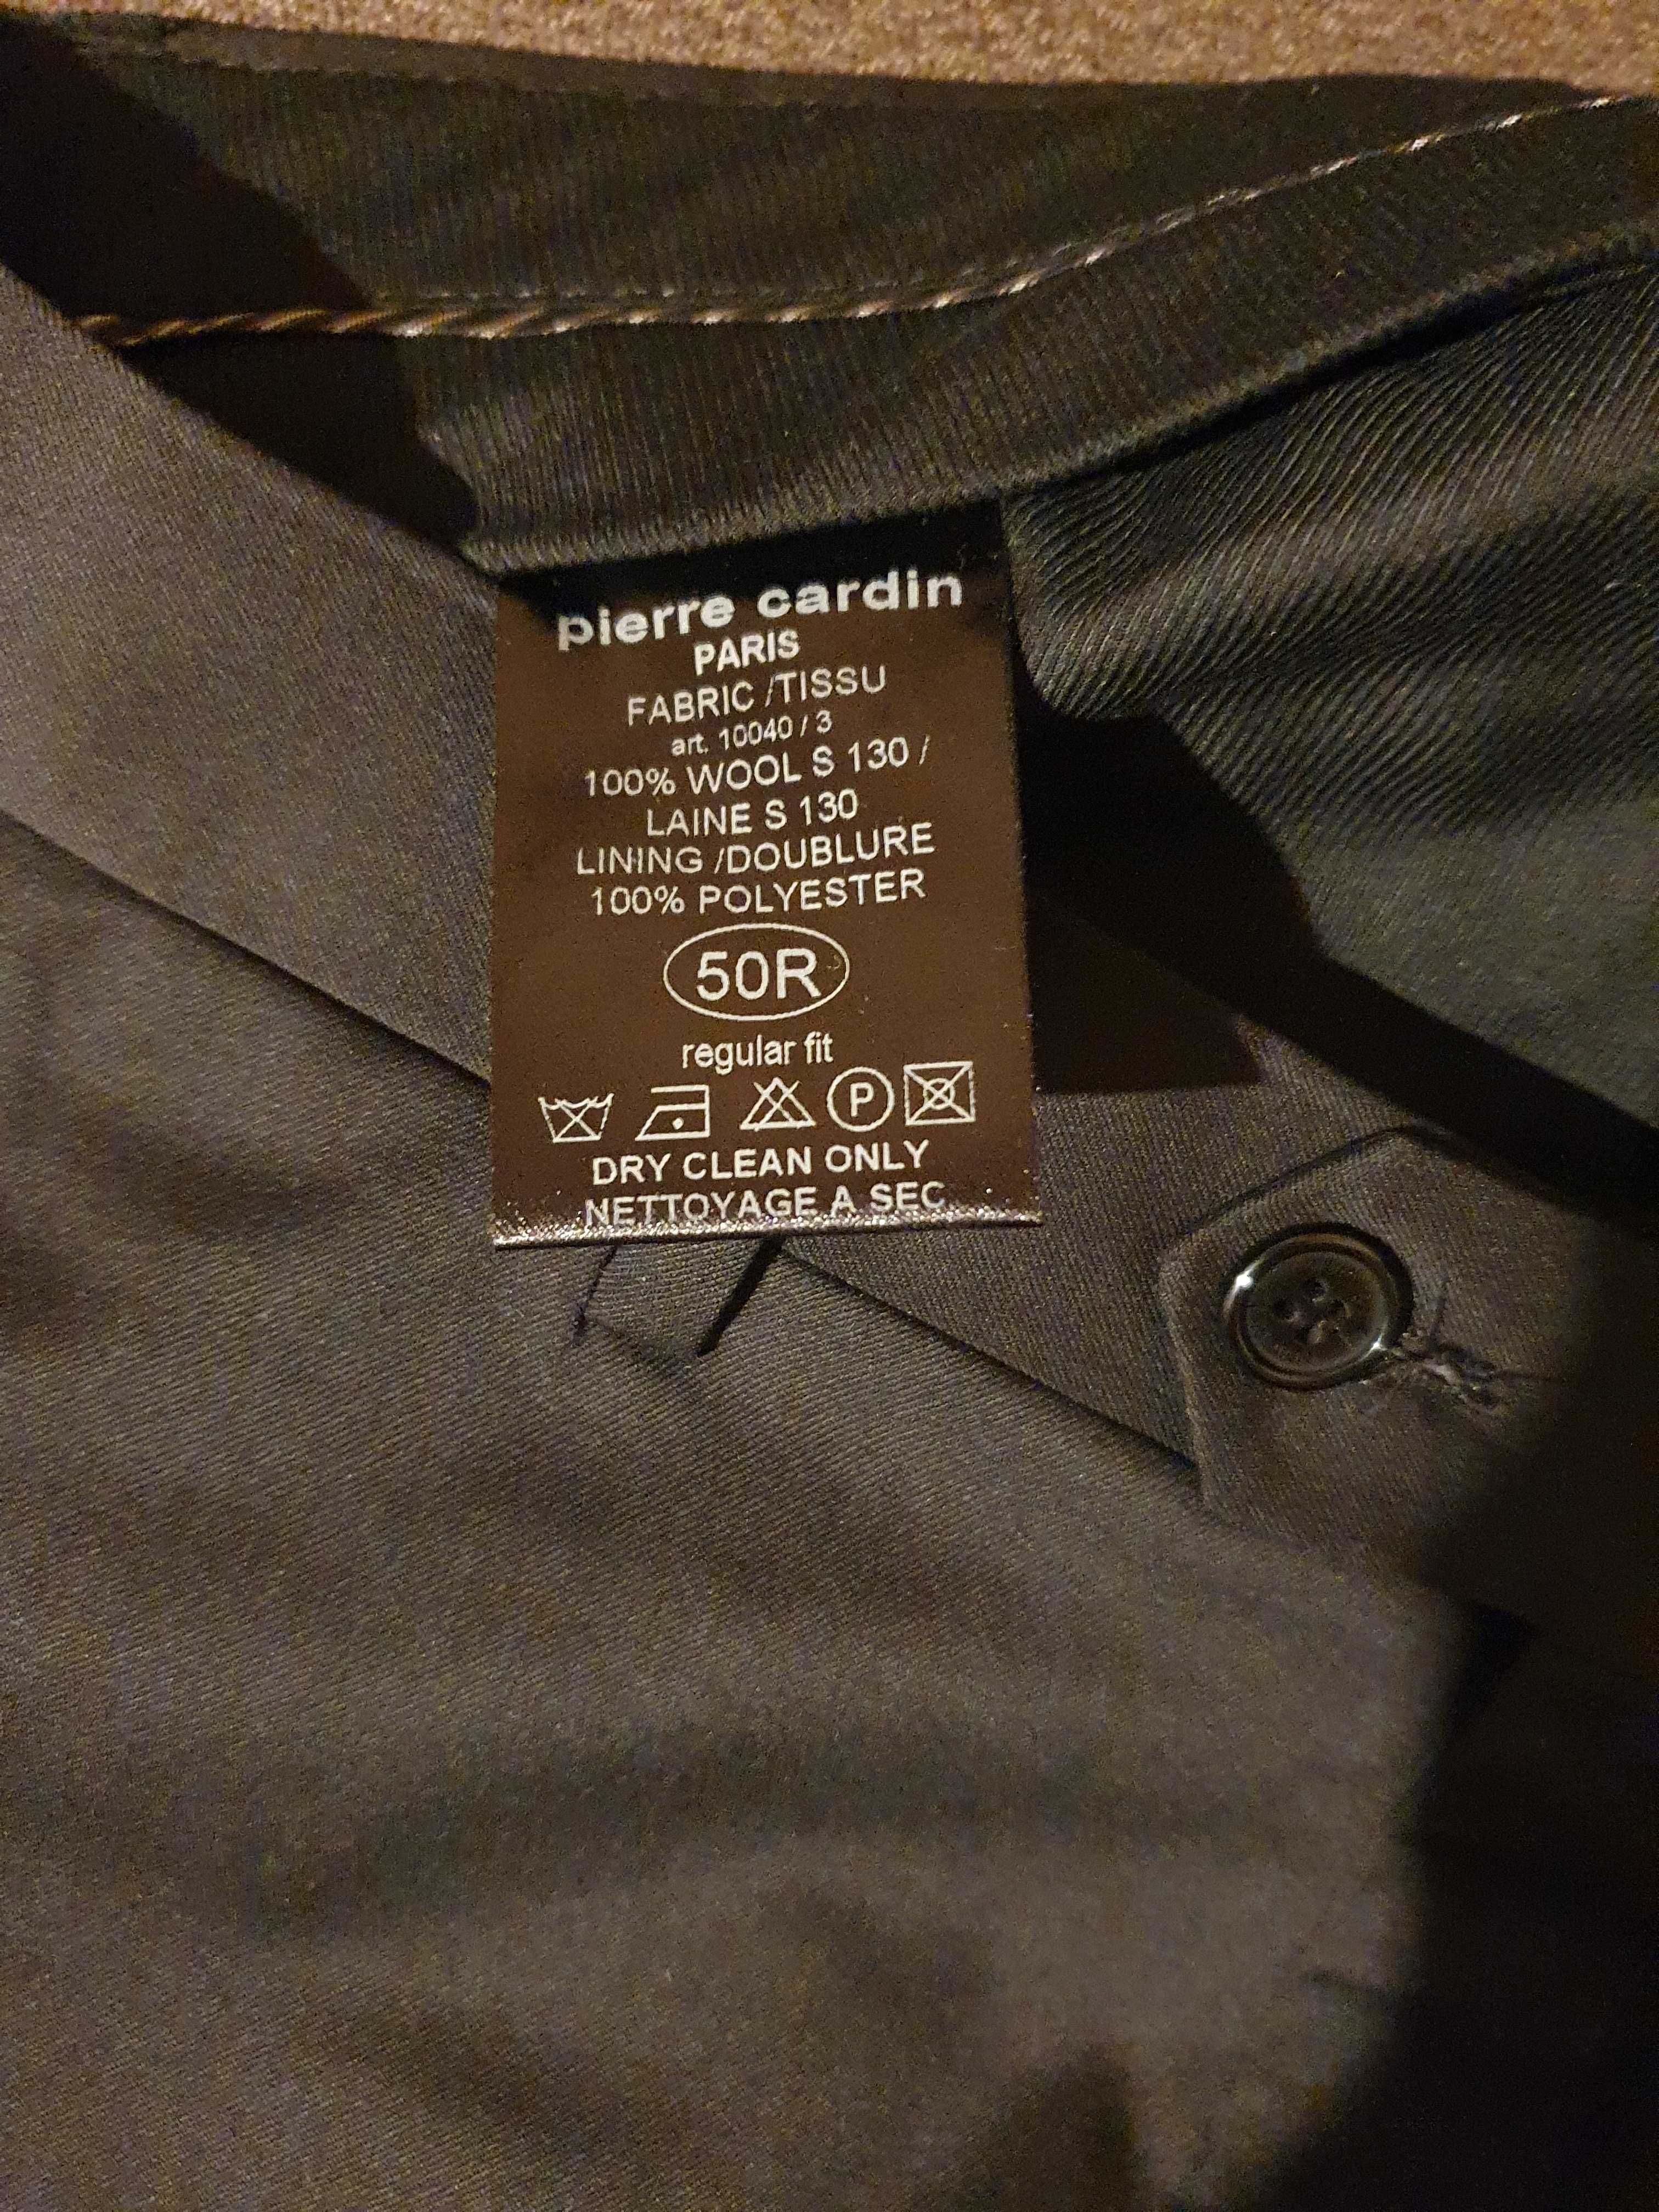 pierre cardin
PARIS
FABRIC /TISSU
art. 10040 / 3
100% WOOL S 130 /
LAINE S 130
LINING /DOUBLURE
100% POLYESTER
50R
regular fit
P
DRY CLEAN ONLY
NETTOYAGE A SEC